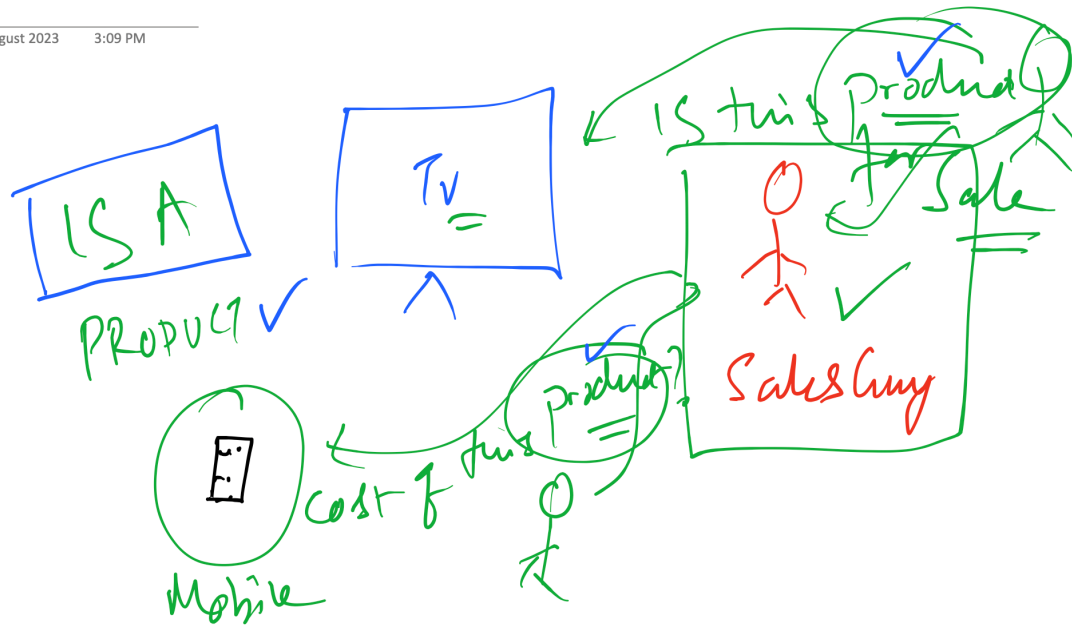 gust 2023 3:09 PM
IS this product
for Sale
Tv
IS A
PRODUCT
SalesGuy
cost of this product?
Mobile